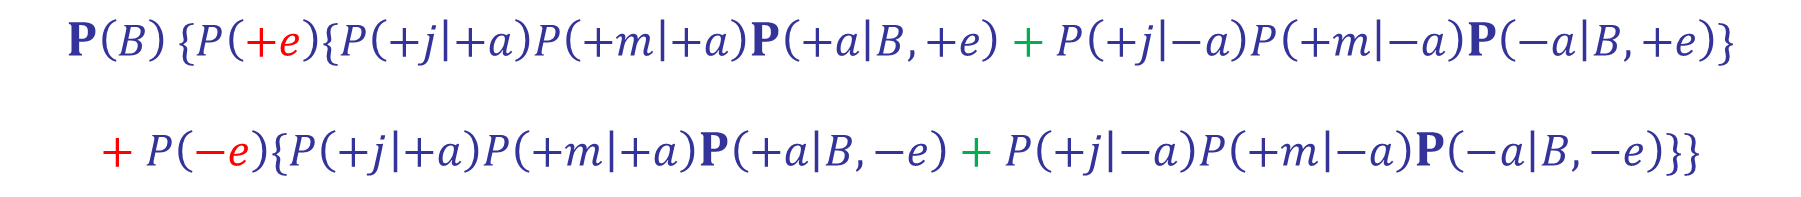 𝐏(B) {P(+e){P(+j|+a)P(+m|+a)𝐏(+a|B, +e) + P(+j|−a)P(+m|−a)𝐏(−a|B, +e)}
+ P(−e){P(+j|+a)P(+m|+a)𝐏(+a|B, −e) + P(+j|−a)P(+m|−a)𝐏(−a|B, −e)}}